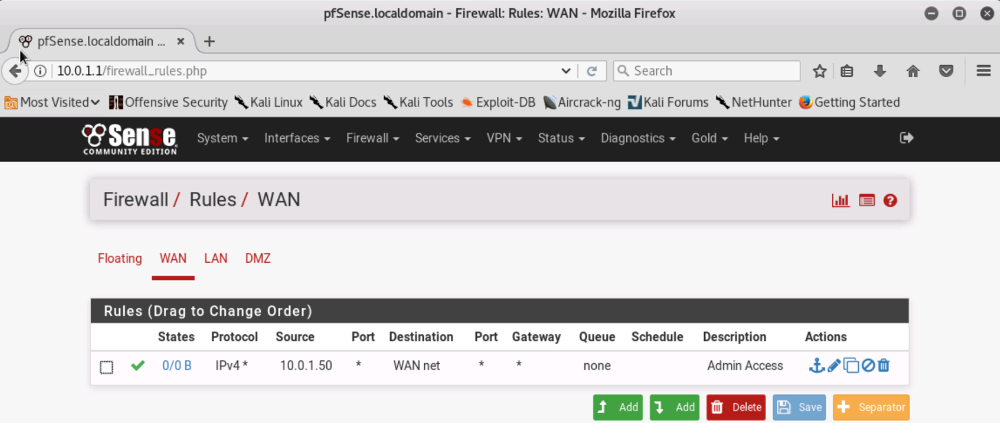 pfSense.localdomain - Firewall: Rules: WAN - Mozilla Firefox
pfSense.localdomain ...
10.0.1.1/firewall_rules.php
Search
Most Visited Offensive Security Kali Linux Kali Docs Kali Tools Exploit-DB Aircrack-ng Kali Forums NetHunter Getting Started
Sense
COMMUNITY EDITION
System Interfaces Firewall Services VPN Status Diagnostics Gold Help
Firewall / Rules / WAN
Floating WAN LAN DMZ
Rules (Drag to Change Order)
States Protocol Source Port Destination Port Gateway Queue Schedule Description Actions
0/0 B IPv4 * 10.0.1.50 * WAN net * * none Admin Access
Add Add Delete Save Separator